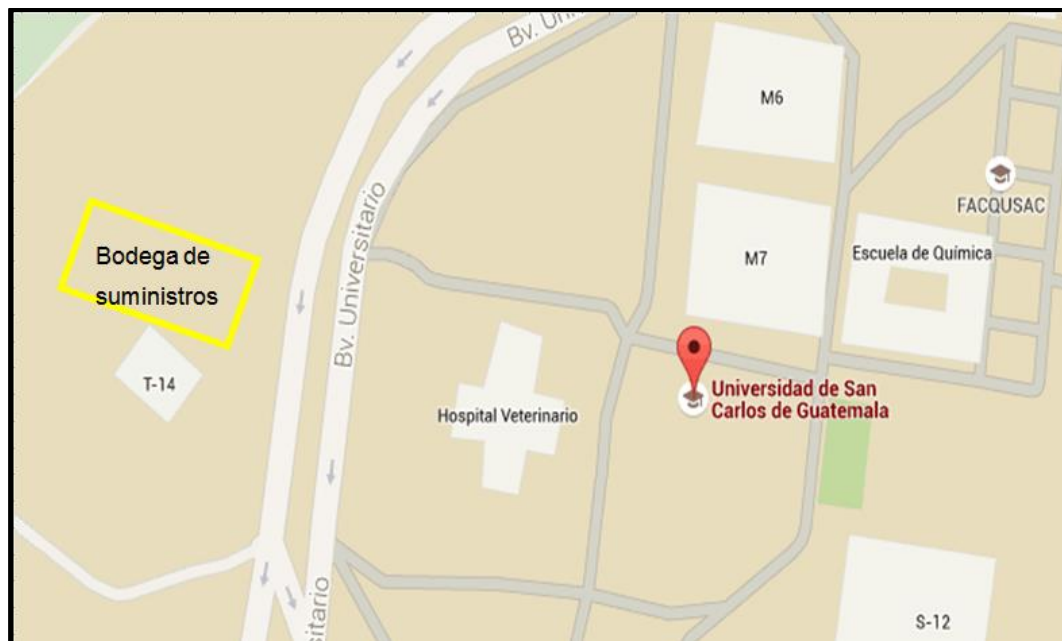 Bv. Uni
M6
Bv. Universitario
FACQUSAC
Bodega de
suministros
M7
Escuela de Química
T-14
Hospital Veterinario
Universidad de San
Carlos de Guatemala
sitario
S-12